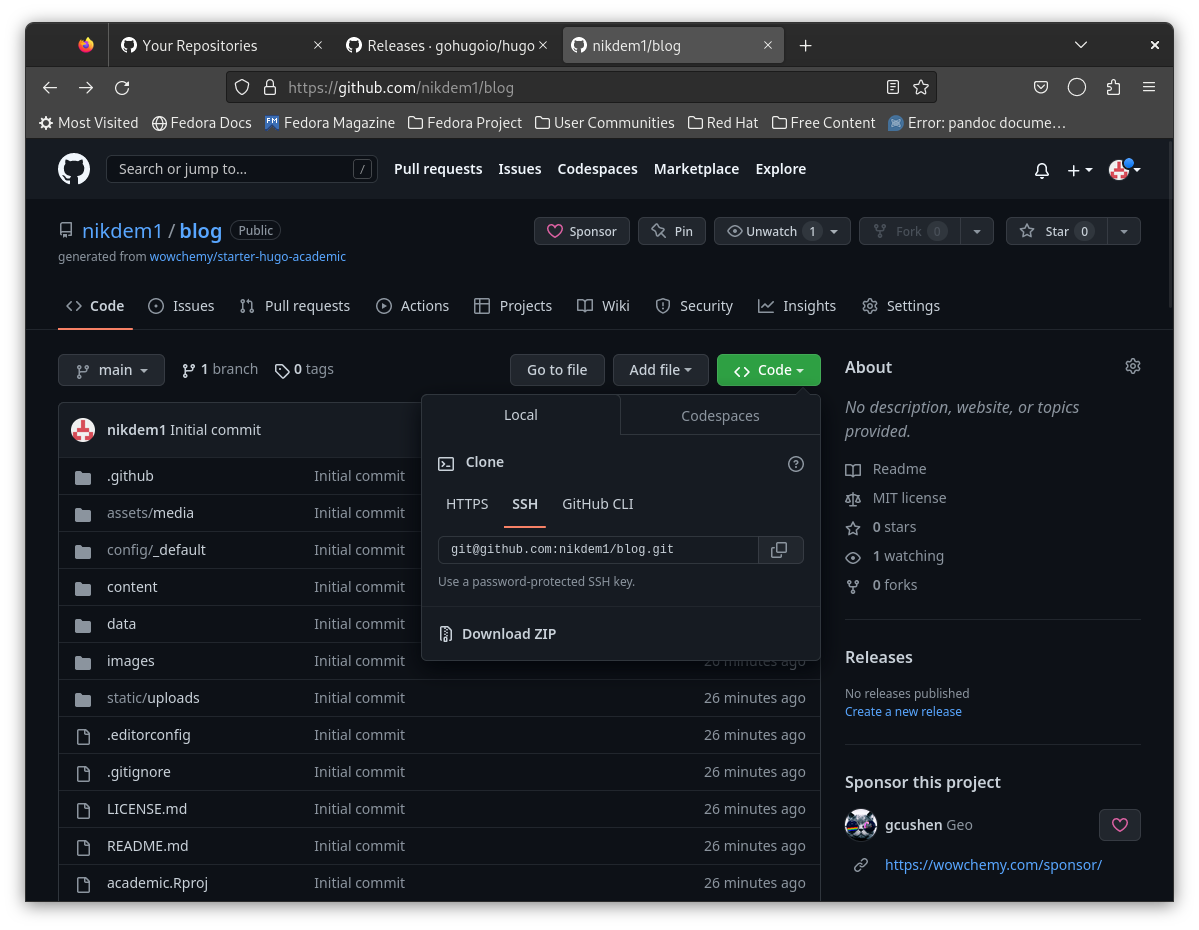 Your Repositories × Releases · gohugoio/hugo × nikdem1/blog × + ×
https://github.com/nikdem1/blog
Most Visited Fedora Docs Fedora Magazine Fedora Project User Communities Red Hat Free Content Error: pandoc docume…
Search or jump to… / Pull requests Issues Codespaces Marketplace Explore
nikdem1 / blog Public Sponsor Pin Unwatch 1 Fork 0 Star 0
generated from wowchemy/starter-hugo-academic
Code Issues Pull requests Actions Projects Wiki Security Insights Settings
main 1 branch 0 tags Go to file Add file Code
nikdem1 Initial commit
.github Initial commit
assets/media Initial commit
config/_default Initial commit
content Initial commit
data Initial commit
images Initial commit 26 minutes ago
static/uploads Initial commit 26 minutes ago
.editorconfig Initial commit 26 minutes ago
.gitignore Initial commit 26 minutes ago
LICENSE.md Initial commit 26 minutes ago
README.md Initial commit 26 minutes ago
academic.Rproj Initial commit 26 minutes ago
Local Codespaces
Clone
HTTPS SSH GitHub CLI
git@github.com:nikdem1/blog.git
Use a password-protected SSH key.
Download ZIP
About
No description, website, or topics
provided.
Readme
MIT license
0 stars
1 watching
0 forks
Releases
No releases published
Create a new release
Sponsor this project
gcushen Geo
https://wowchemy.com/sponsor/